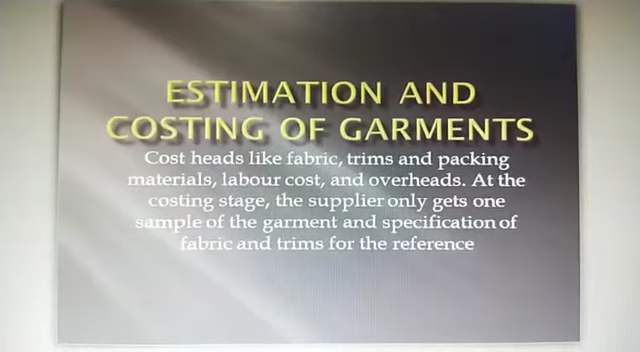 ESTIMATION AND
COSTING OF GARMENTS
Cost heads like fabric, trims and packing
materials, labour cost, and overheads. At the
costing stage, the supplier only gets one
sample of the garment and specification of
fabric and trims for the reference